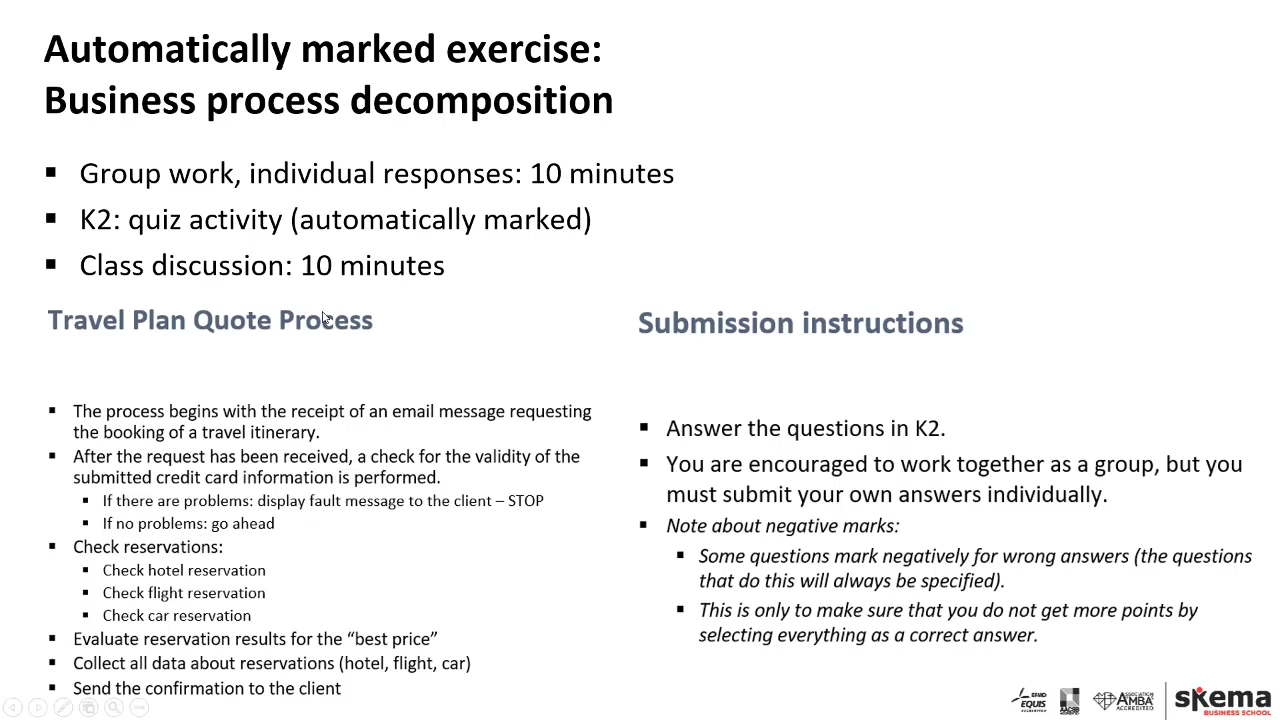 Automatically marked exercise:
Business process decomposition
▪ Group work, individual responses: 10 minutes
▪ K2: quiz activity (automatically marked)
▪ Class discussion: 10 minutes
Travel Plan Quote Process
▪ The process begins with the receipt of an email message requesting
the booking of a travel itinerary.
▪ After the request has been received, a check for the validity of the
submitted credit card information is performed.
▪ If there are problems: display fault message to the client – STOP
▪ If no problems: go ahead
▪ Check reservations:
▪ Check hotel reservation
▪ Check flight reservation
▪ Check car reservation
▪ Evaluate reservation results for the “best price”
▪ Collect all data about reservations (hotel, flight, car)
▪ Send the confirmation to the client
Submission instructions
▪ Answer the questions in K2.
▪ You are encouraged to work together as a group, but you
must submit your own answers individually.
▪ Note about negative marks:
▪ Some questions mark negatively for wrong answers (the questions
that do this will always be specified).
▪ This is only to make sure that you do not get more points by
selecting everything as a correct answer.
EFMD
EQUIS
AACSB
ASSOCIATION
AMBA
ACCREDITED
skema
BUSINESS SCHOOL